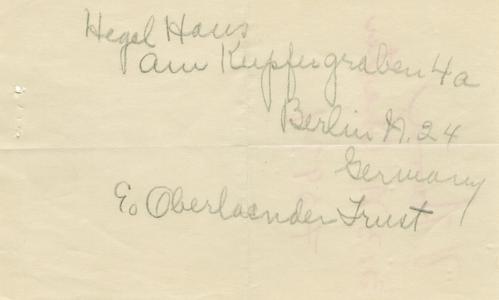 Hegel Haus
Am Kupfergraben 4a
Berlin N. 24
Germany
℅ Oberlaender Trust